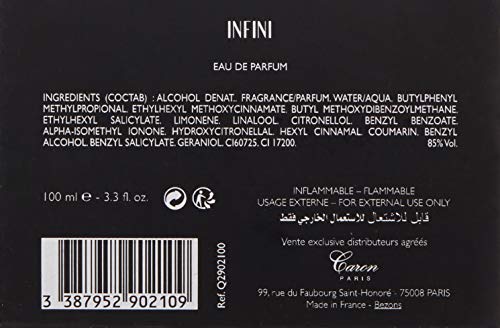 INFINI
EAU DE PARFUM
INGREDIENTS (COCTAB) : ALCOHOL DENAT.. FRAGRANCE/PARFUM. WATER/AQUA. BUTYLPHENYL
METHYLPROPIONAL. ETHYLHEXYL METHOXYCINNAMATE. BUTYL METHOXYDIBENZOYLMETHANE.
ETHYLHEXYL SALICYLATE. LIMONENE. LINALOOL. CITRONELLOL. BENZYL BENZOATE.
ALPHA-ISOMETHYL IONONE. HYDROXYCITRONELLAL. HEXYL CINNAMAL. COUMARIN. BENZYL
ALCOHOL. BENZYL SALICYLATE. GERANIOL. CI60725. CI 17200. 85% Vol.
100 ml e - 3.3 fl. oz.
INFLAMMABLE - FLAMMABLE
USAGE EXTERNE - FOR EXTERNAL USE ONLY
قابل للاشتعال للاستعمال الخارجي فقط
Vente exclusive distributeurs agréés
Caron
PARIS
99, rue du Faubourg Saint-Honoré - 75008 PARIS
Made in France - Bezons
3 387952 902109
Ref. Q2902100